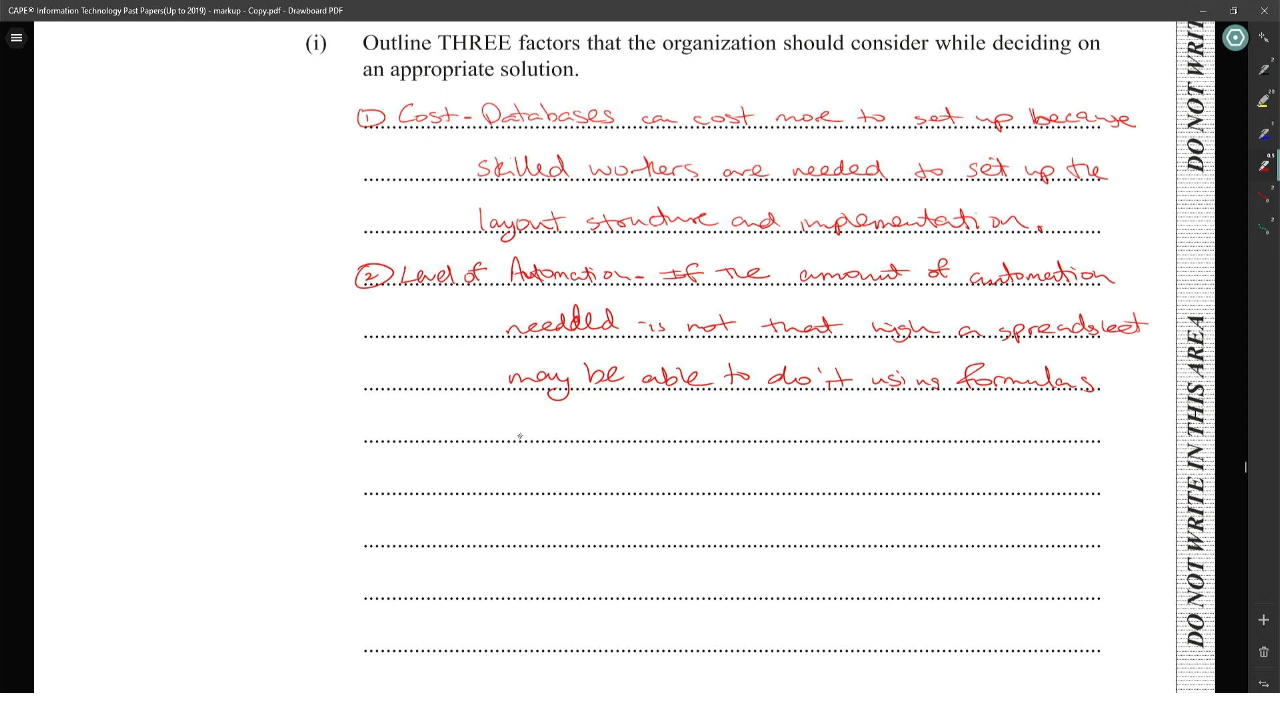 CAPE® Information Technology Past Papers(Up to 2019) - markup - Copy.pdf - Drawboard PDF
(i) Outline THREE factors that the organization should consider while deciding on
an appropriate solution.
① Cost - Databases can cost more to set up because
skilled workers are needed to set up the
layout structure and implementation.
② Level of Automation - If the amount of automation
needed is not that high a spreadsheet
may be able to do it using formulas
DO NOT WRI
DO NOT WRITE IN THIS AREA